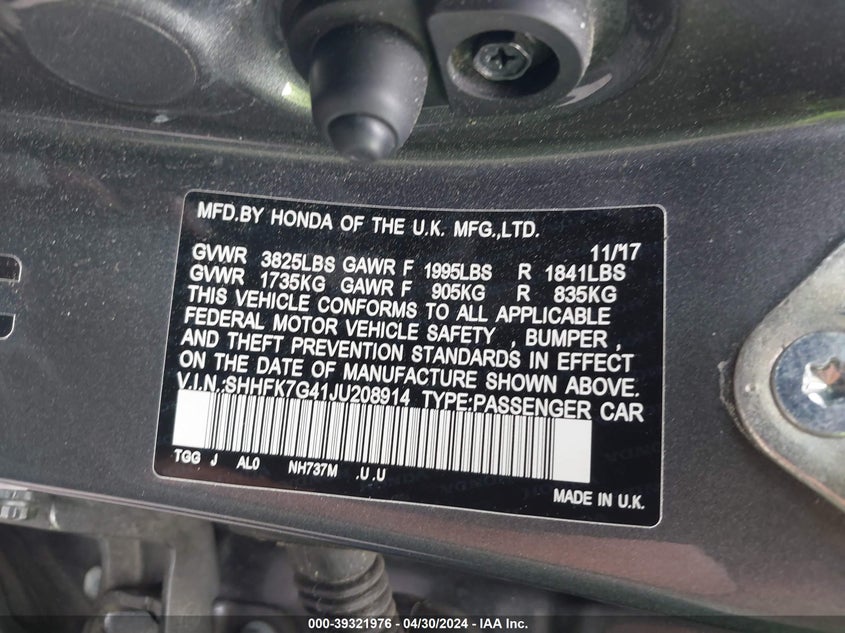 MFD.BY HONDA OF THE U.K. MFG.,LTD.
11/'17
GVWR 3825LBS GAWR F 1995LBS R 1841LBS
GVWR 1735KG GAWR F 905KG R 835KG
THIS VEHICLE CONFORMS TO ALL APPLICABLE
FEDERAL MOTOR VEHICLE SAFETY , BUMPER ,
AND THEFT PREVENTION STANDARDS IN EFFECT
ON THE DATE OF MANUFACTURE SHOWN ABOVE.
V.I.N.:SHHFK7G41JU208914 TYPE:PASSENGER CAR
TGG J AL0 NH737M .U.U
MADE IN U.K.
000-39321976 / 04/30/2024 - IAA Inc.